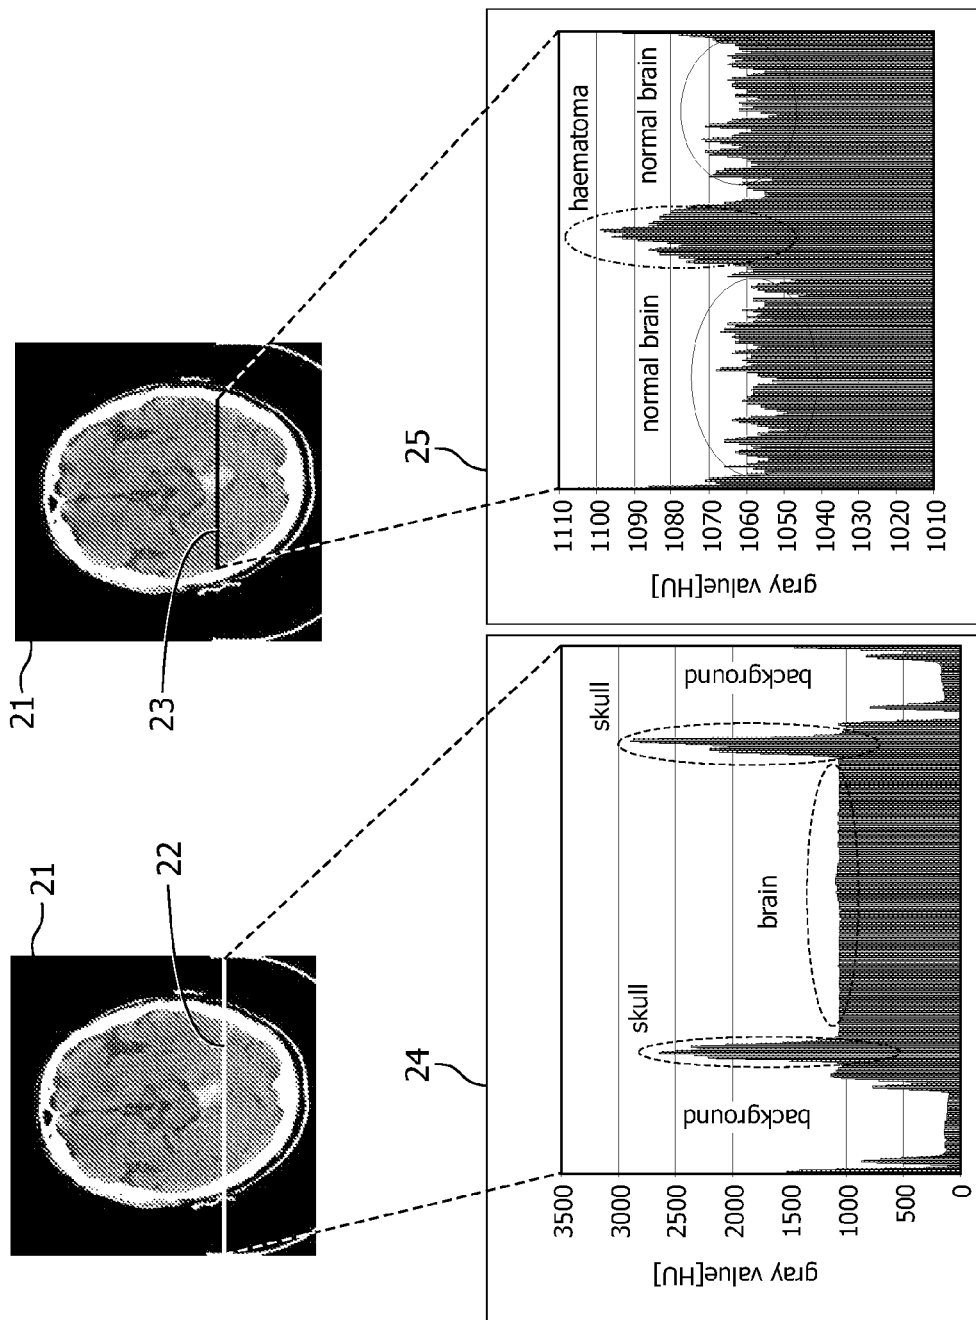 21
22
21
23
24
3500
3000
2500
2000
1500
1000
500
0
gray value[HU]
background
skull
brain
skull
background
25
1110
1100
1090
1080
1070
1060
1050
1040
1030
1020
1010
gray value[HU]
normal brain
haematoma
normal brain